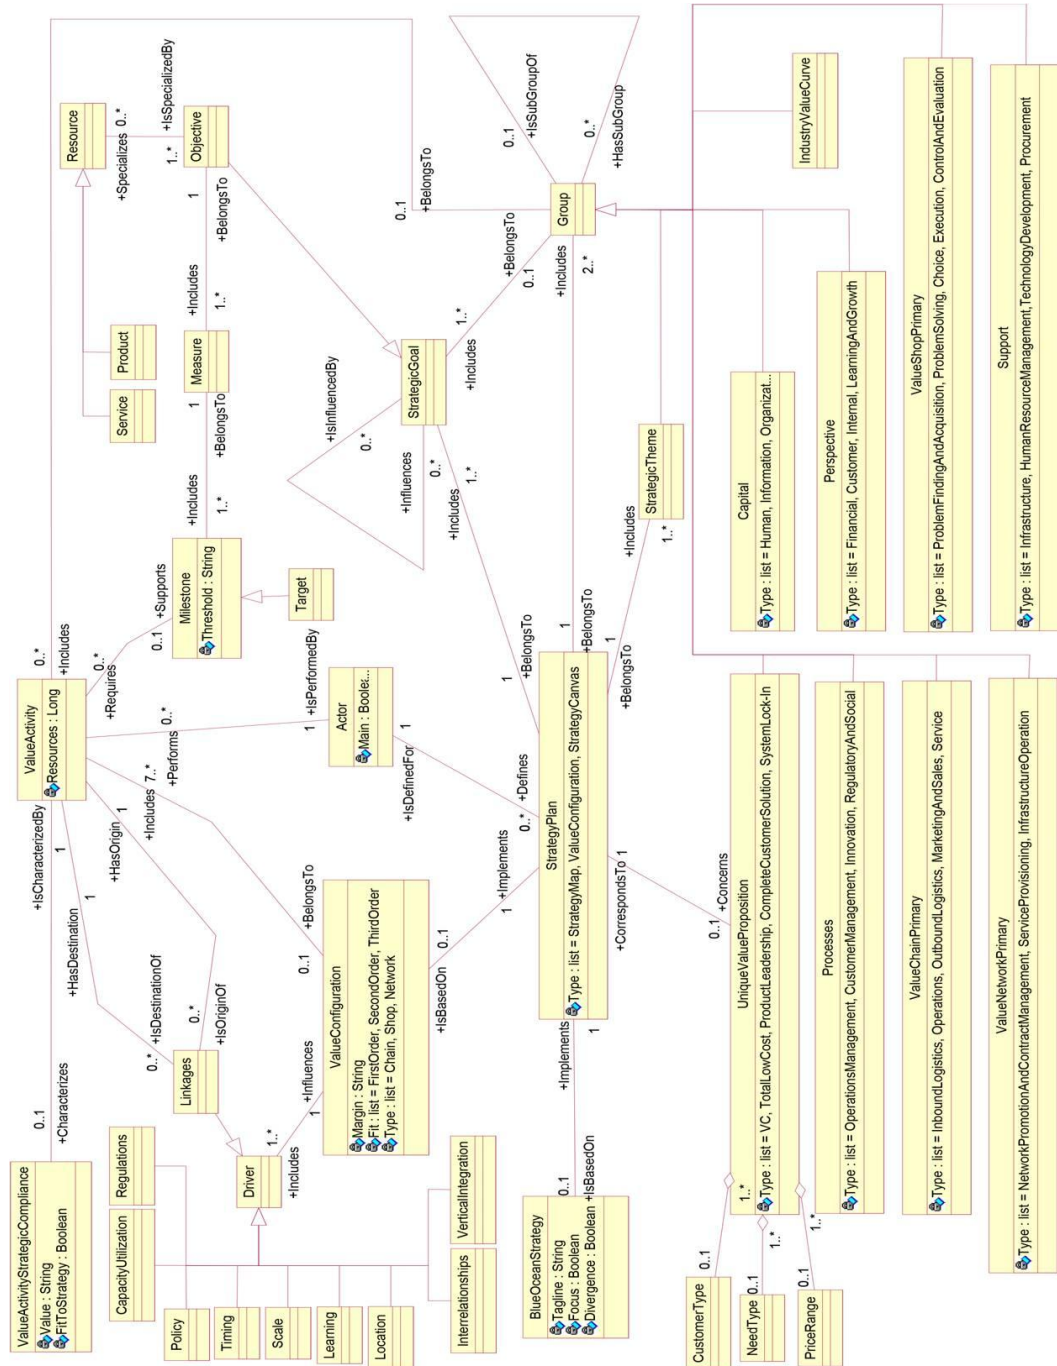 CustomerType
NeedType
PriceRange
0..1
0..1
0..1
1..*
1..*
1..*
BlueOceanStrategy
Tagline : String
Focus : Boolean
Divergence : Boolean
0..1
+IsBasedOn
+Implements
1
Policy
Timing
Scale
Learning
Location
CapacityUtilization
Regulations
Interrelationships
VerticalIntegration
Driver
1..*
+Includes
1
+Influences
Linkages
0..*
+IsDestinationOf
0..*
+IsOriginOf
ValueActivityStrategicCompliance
Value : String
FitToStrategy : Boolean
0..1
+Characterizes
+IsCharacterizedBy
1
+HasDestination
1
+HasOrigin
ValueActivity
Resources : Long
0..*
+Includes
+Includes
7..*
+Performs
0..*
+Requires
0..*
ValueConfiguration
Margin : String
Fit : list = FirstOrder, SecondOrder, ThirdOrder
Type : list = Chain, Shop, Network
0..1
+BelongsTo
0..1
+IsBasedOn
1
+Implements
Actor
Main : Boolea...
1
+IsPerformedBy
1
+IsDefinedFor
0..*
+Defines
Milestone
Threshold : String
0..1
+Supports
Target
1..*
+Includes
1
+BelongsTo
Measure
1..*
+Includes
1
+BelongsTo
Objective
1..*
+IsSpecializedBy
0..*
+Specializes
Resource
Service
Product
StrategicGoal
0..*
+IsInfluencedBy
0..*
+Influences
1..*
+Includes
1..*
+Includes
StrategyPlan
Type : list = StrategyMap, ValueConfiguration, StrategyCanvas
1
+BelongsTo
+BelongsTo
1
+BelongsTo
1
+CorrespondsTo
0..1
+Concerns
Group
0..1
+BelongsTo
0..1
+BelongsTo
2..*
+Includes
0..1
+IsSubGroupOf
0..*
+HasSubGroup
StrategicTheme
1..*
+Includes
UniqueValueProposition
Type : list = VC, TotalLowCost, ProductLeadership, CompleteCustomerSolution, SystemLock-In
Capital
Type : list = Human, Information, Organizat...
IndustryValueCurve
Processes
Type : list = OperationsManagement, CustomerManagement, Innovation, RegulatoryAndSocial
Perspective
Type : list = Financial, Customer, Internal, LearningAndGrowth
ValueChainPrimary
Type : list = InboundLogistics, Operations, OutboundLogistics, MarketingAndSales, Service
ValueShopPrimary
Type : list = ProblemFindingAndAcquisition, ProblemSolving, Choice, Execution, ControlAndEvaluation
ValueNetworkPrimary
Type : list = NetworkPromotionAndContractManagement, ServiceProvisioning, InfrastructureOperation
Support
Type : list = Infrastructure, HumanResourceManagement,TechnologyDevelopment, Procurement